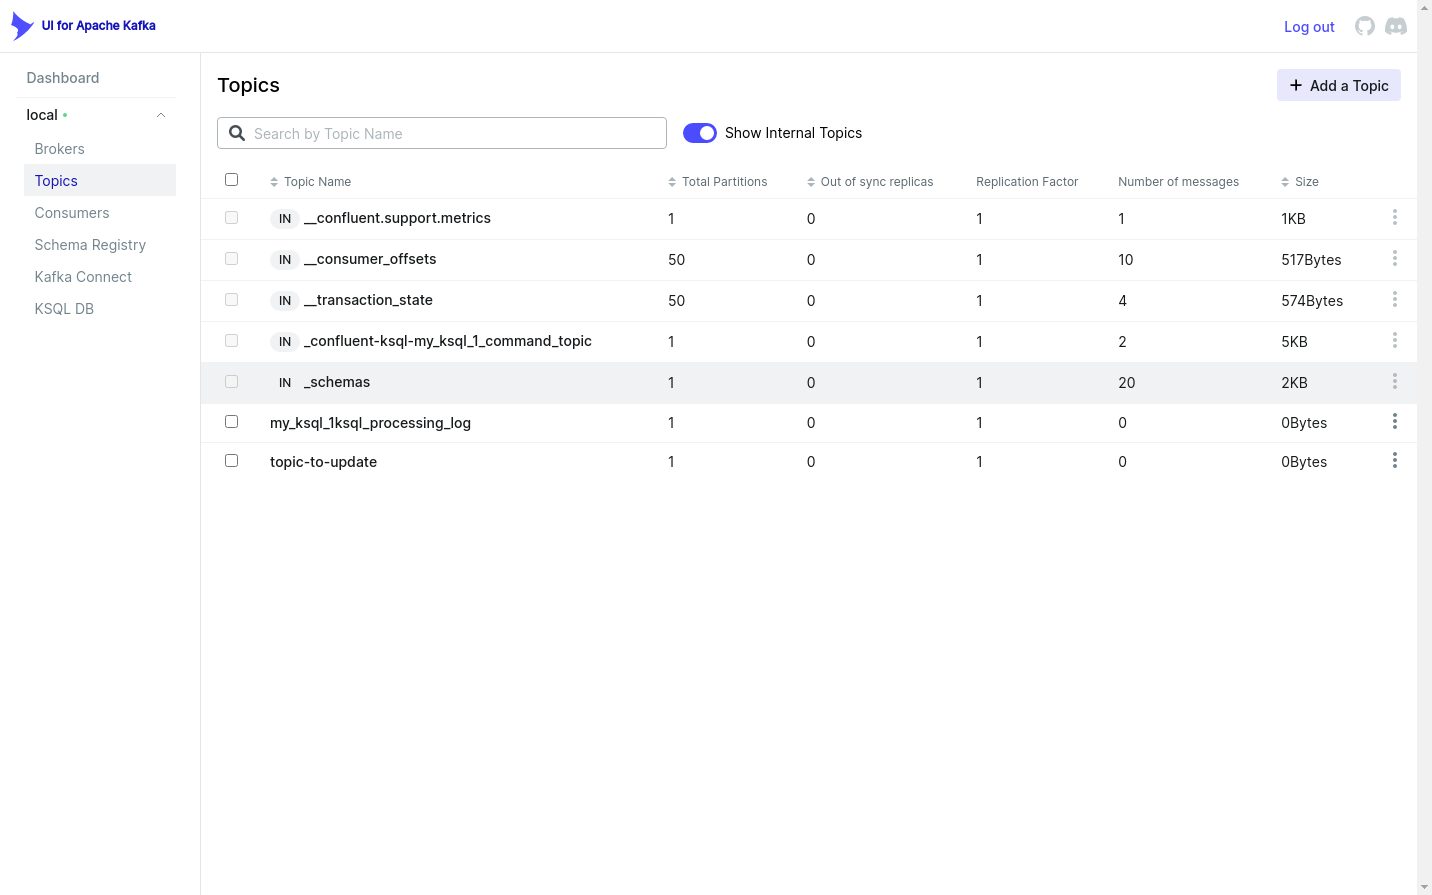 UI for Apache Kafka
Log out
Dashboard
local
Brokers
Topics
Consumers
Schema Registry
Kafka Connect
KSQL DB
Topics
Add a Topic
Search by Topic Name
Show Internal Topics
Topic Name Total Partitions Out of sync replicas Replication Factor Number of messages Size
IN __confluent.support.metrics 1 0 1 1 1KB
IN __consumer_offsets 50 0 1 10 517Bytes
IN __transaction_state 50 0 1 4 574Bytes
IN _confluent-ksql-my_ksql_1_command_topic 1 0 1 2 5KB
IN _schemas 1 0 1 20 2KB
my_ksql_1ksql_processing_log 1 0 1 0 0Bytes
topic-to-update 1 0 1 0 0Bytes